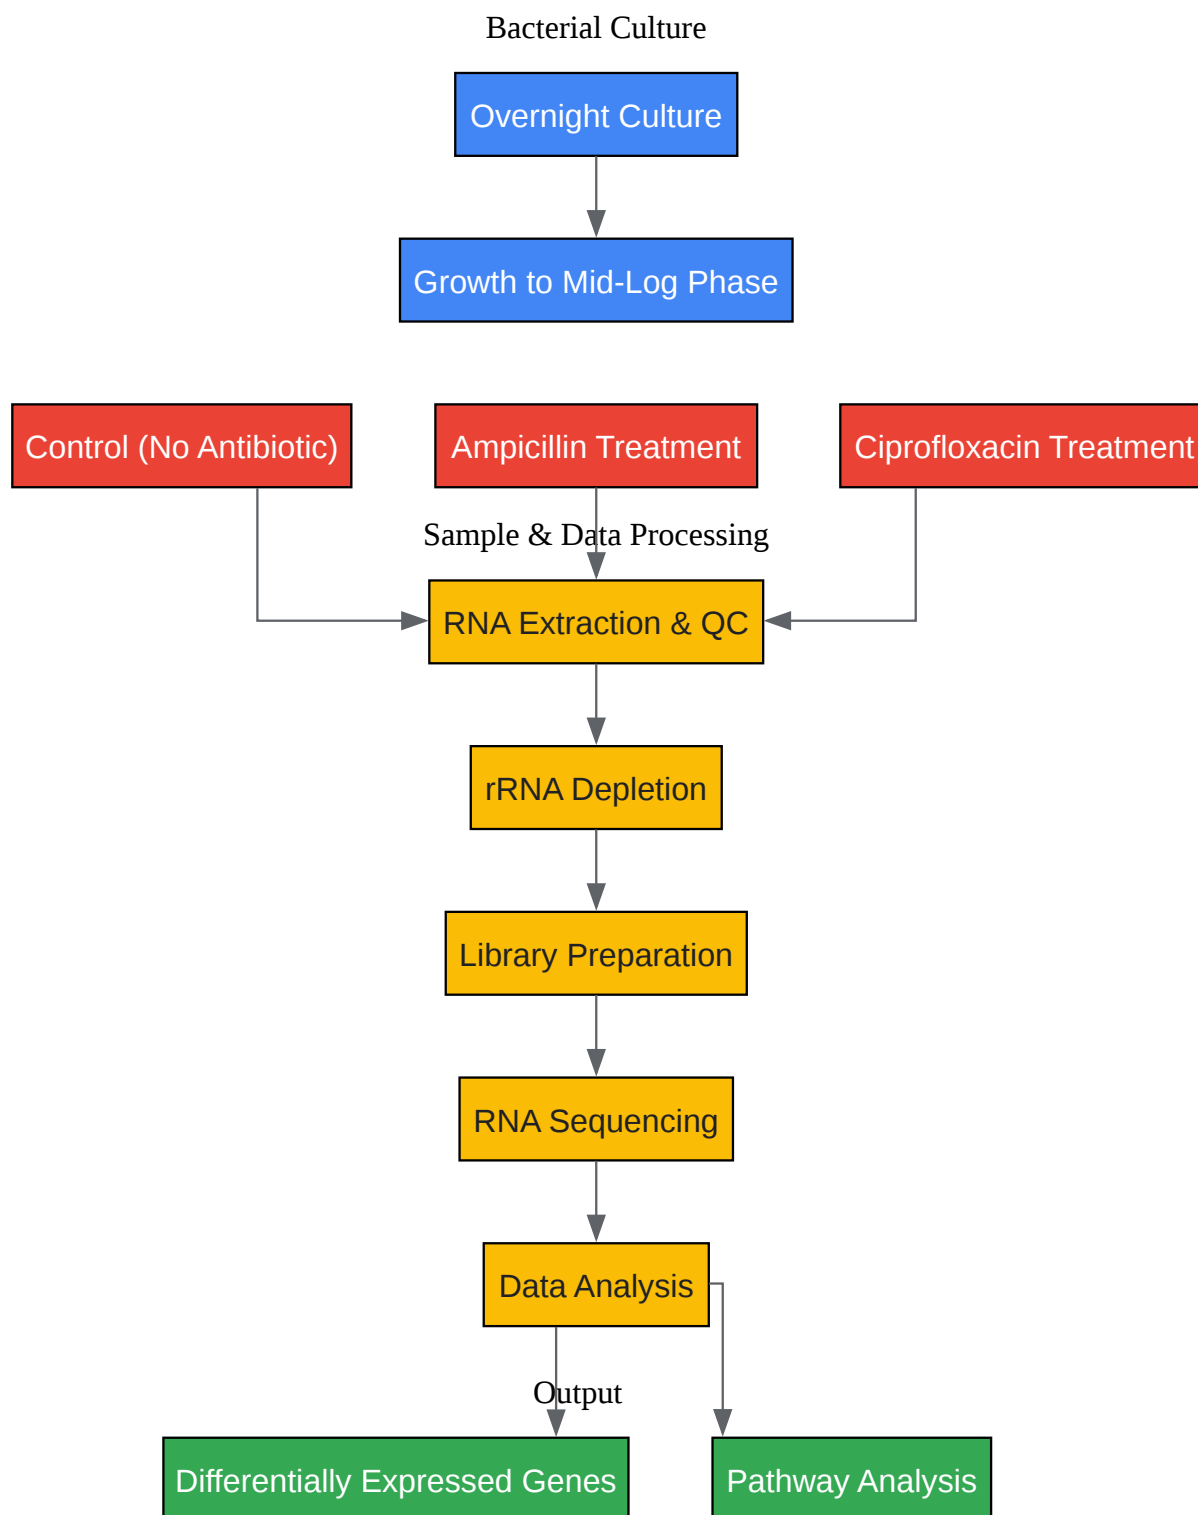 Bacterial Culture
Overnight Culture
Growth to Mid-Log Phase
Control (No Antibiotic)
Ampicillin Treatment
Ciprofloxacin Treatment
Sample & Data Processing
RNA Extraction & QC
rRNA Depletion
Library Preparation
RNA Sequencing
Data Analysis
Output
Differentially Expressed Genes
Pathway Analysis